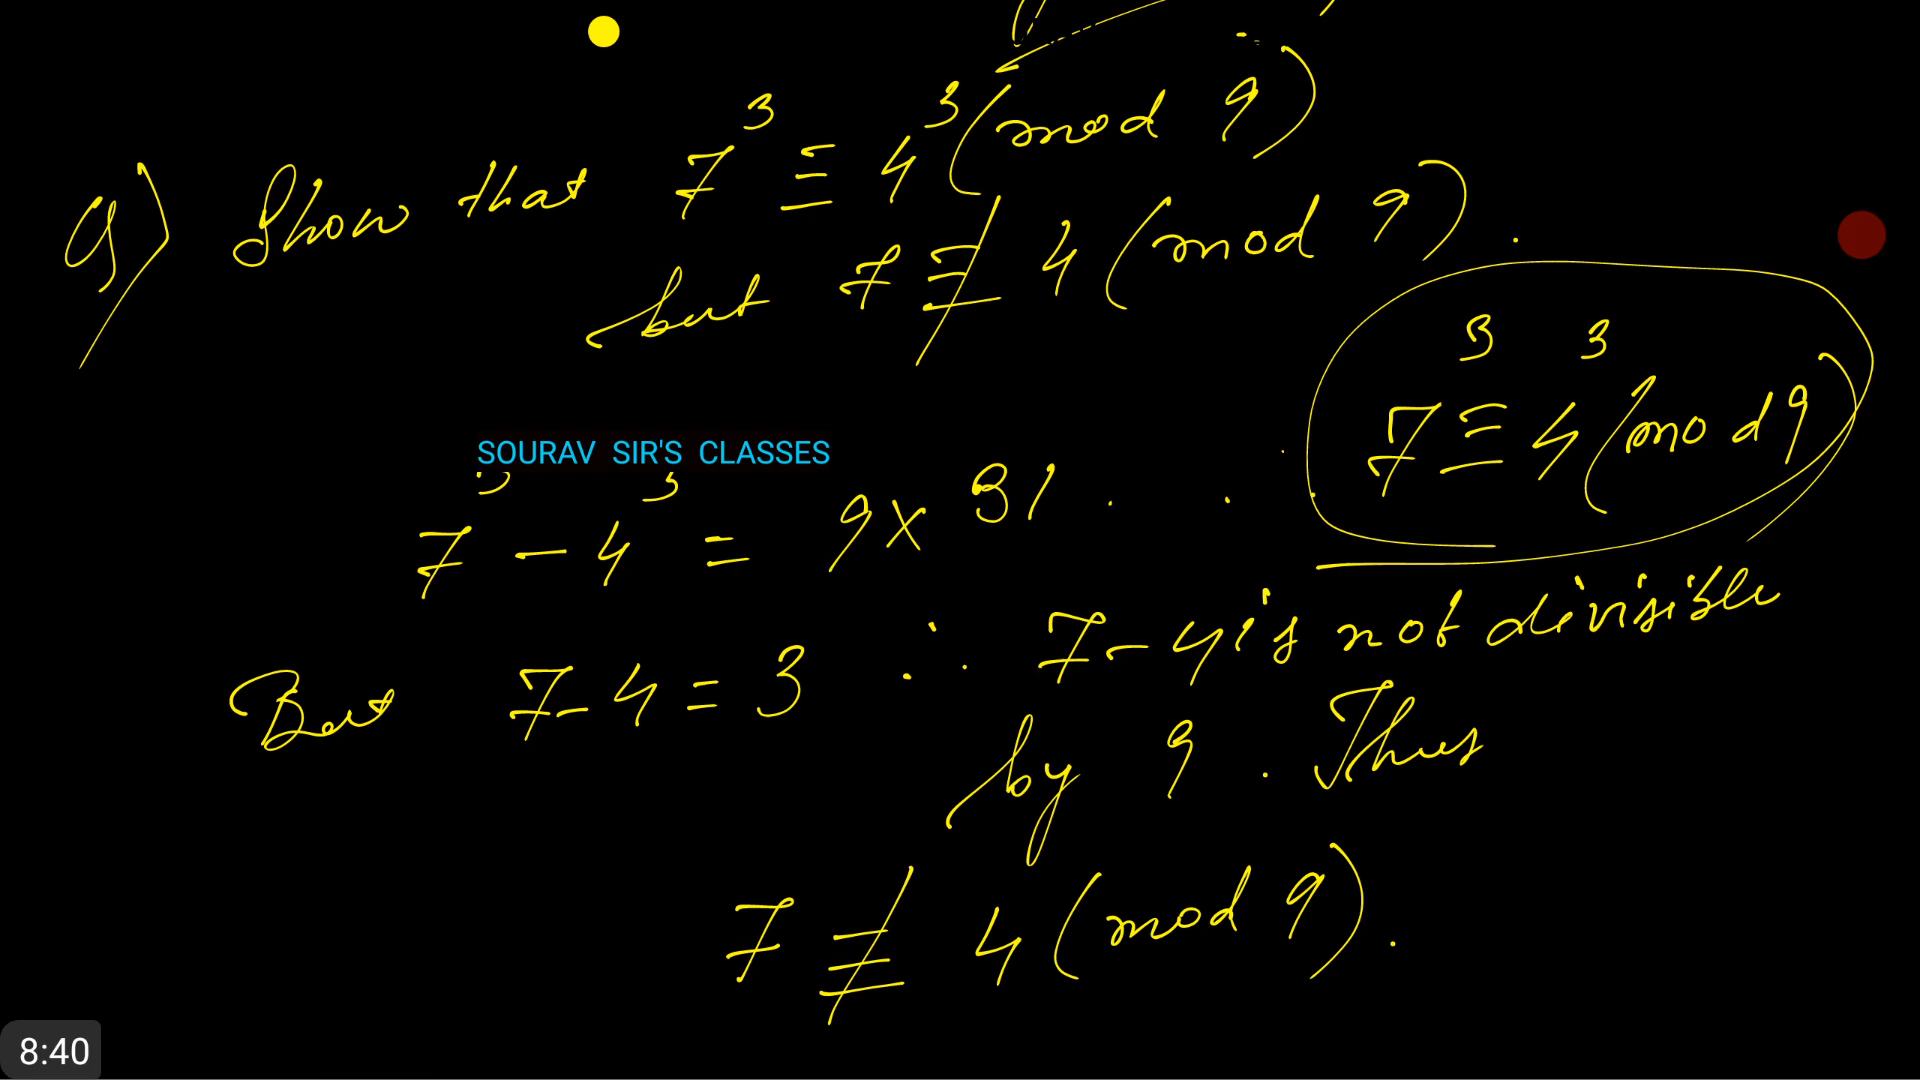 Q) Show that 7³ ≡ 4³ (mod 9)
but 7 ≢ 4 (mod 9).
SOURAV SIR'S CLASSES
7³ - 4³ = 9 × 31 . ∴ 7³ ≡ 4³ (mod 9)
But 7 - 4 = 3 ∴ 7 - 4 is not divisible
by 9. Thus
7 ≢ 4 (mod 9).
8:40